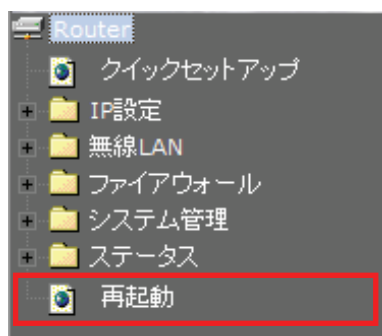 Router
クイックセットアップ
IP設定
無線LAN
ファイアウォール
システム管理
ステータス
再起動